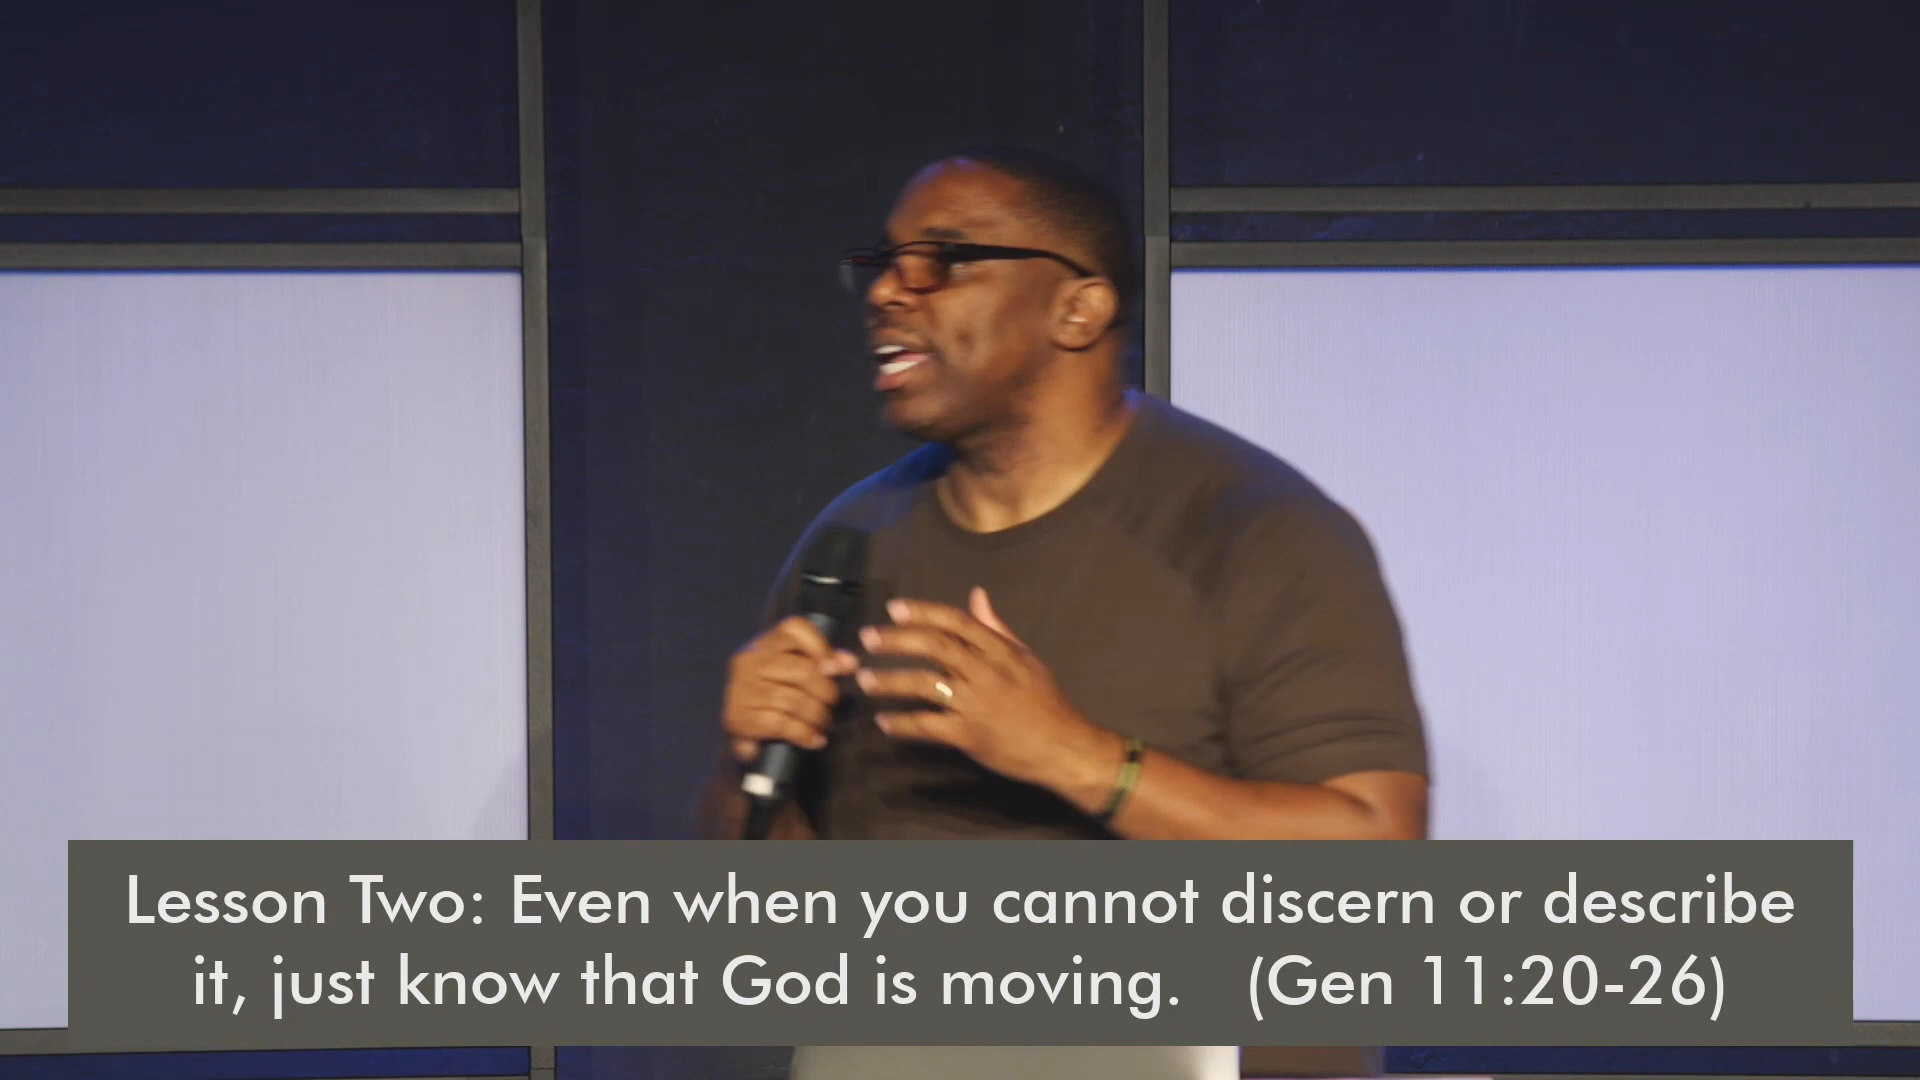 Lesson Two: Even when you cannot discern or describe
it, just know that God is moving.   (Gen 11:20-26)